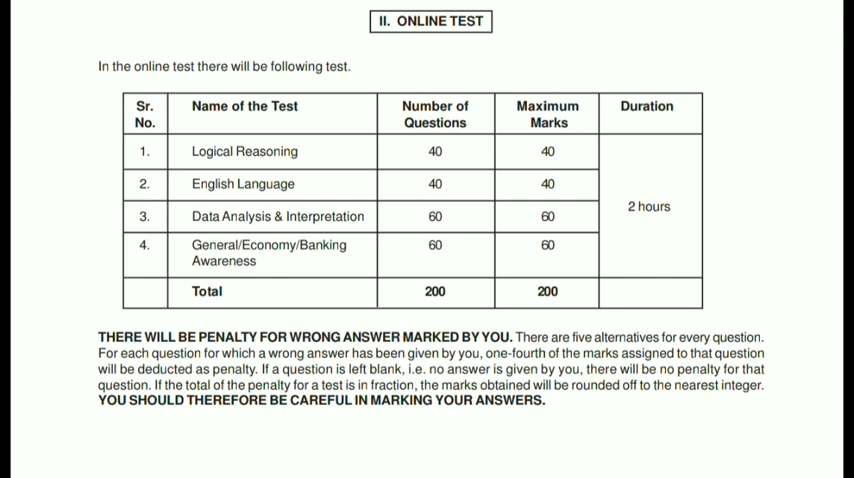 II. ONLINE TEST
In the online test there will be following test.
Sr. No. Name of the Test Number of Questions Maximum Marks Duration
1. Logical Reasoning 40 40
2. English Language 40 40
3. Data Analysis & Interpretation 60 60
4. General/Economy/Banking Awareness 60 60
2 hours
Total 200 200
THERE WILL BE PENALTY FOR WRONG ANSWER MARKED BY YOU. There are five alternatives for every question.
For each question for which a wrong answer has been given by you, one-fourth of the marks assigned to that question
will be deducted as penalty. If a question is left blank, i.e. no answer is given by you, there will be no penalty for that
question. If the total of the penalty for a test is in fraction, the marks obtained will be rounded off to the nearest integer.
YOU SHOULD THEREFORE BE CAREFUL IN MARKING YOUR ANSWERS.